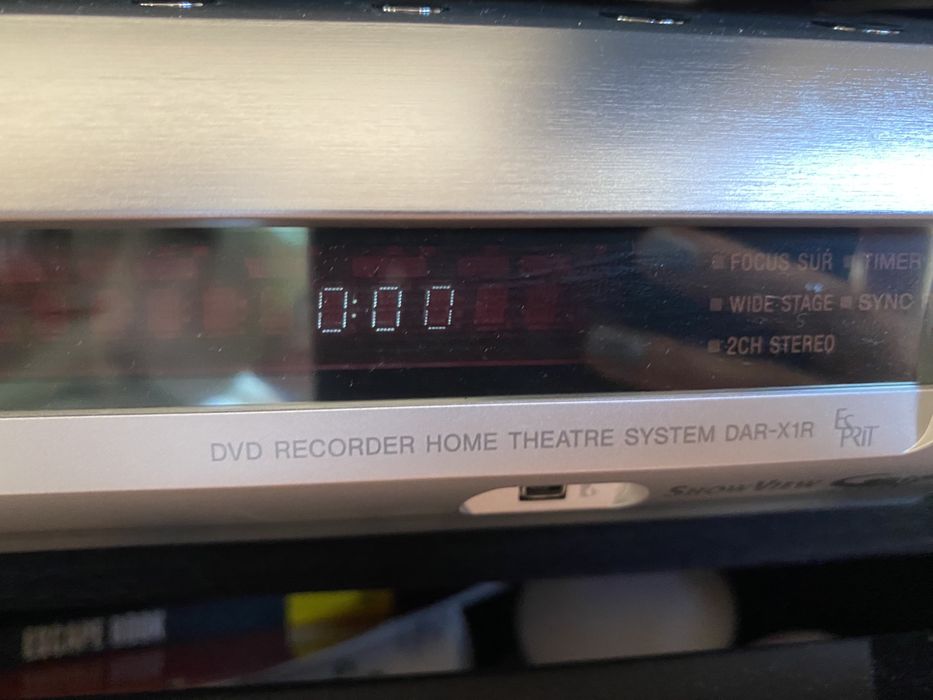 FOCUS SUR TIMER
0:00
WIDE STAGE SYNC
2CH STEREO
DVD RECORDER HOME THEATRE SYSTEM DAR-X1R ESPRIT
SHOWVIEW
ESCAPE BOOK